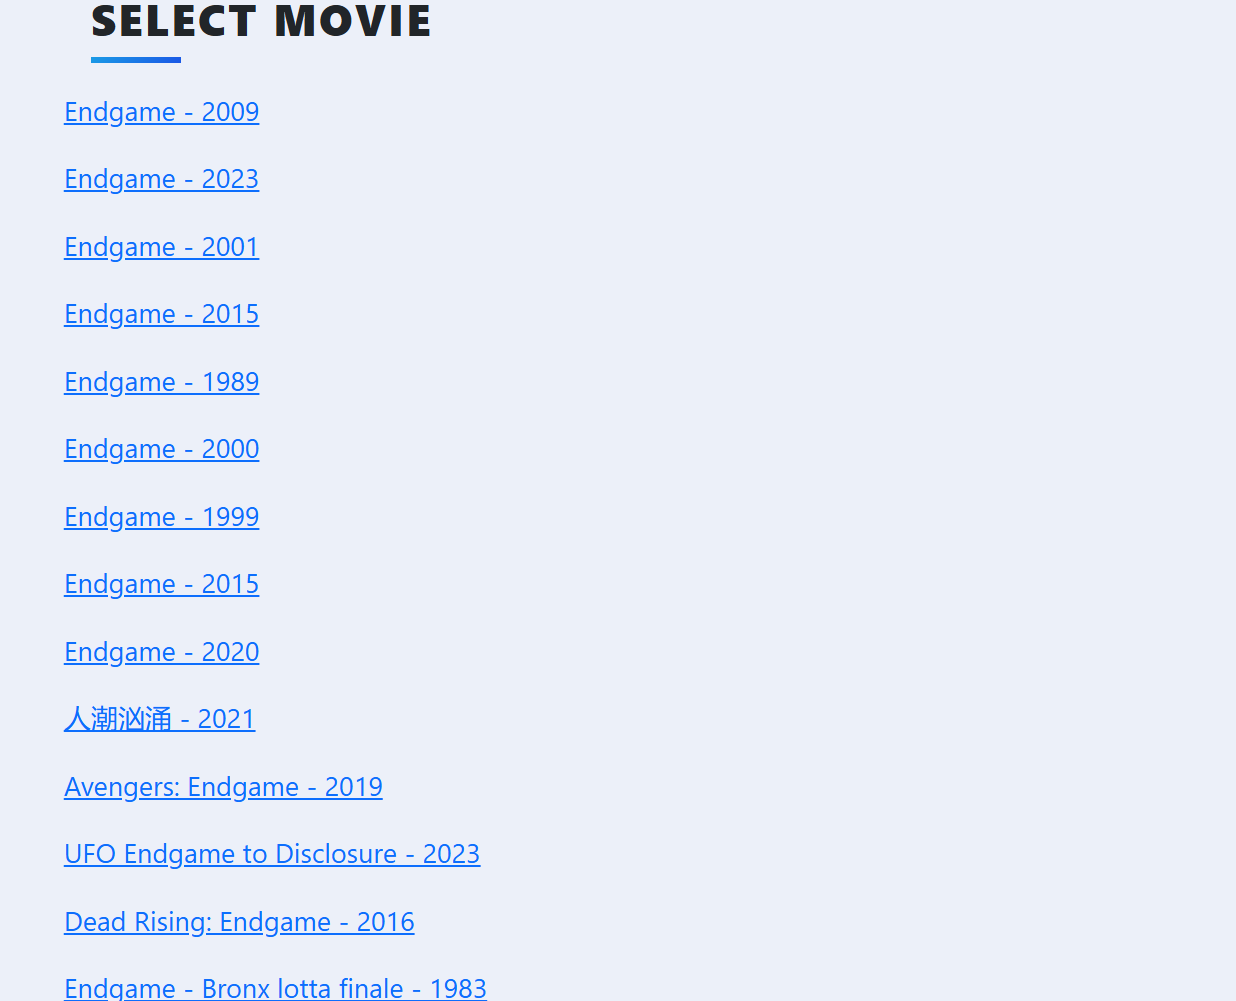 SELECT MOVIE
Endgame - 2009
Endgame - 2023
Endgame - 2001
Endgame - 2015
Endgame - 1989
Endgame - 2000
Endgame - 1999
Endgame - 2015
Endgame - 2020
人潮汹涌 - 2021
Avengers: Endgame - 2019
UFO Endgame to Disclosure - 2023
Dead Rising: Endgame - 2016
Endgame - Bronx lotta finale - 1983